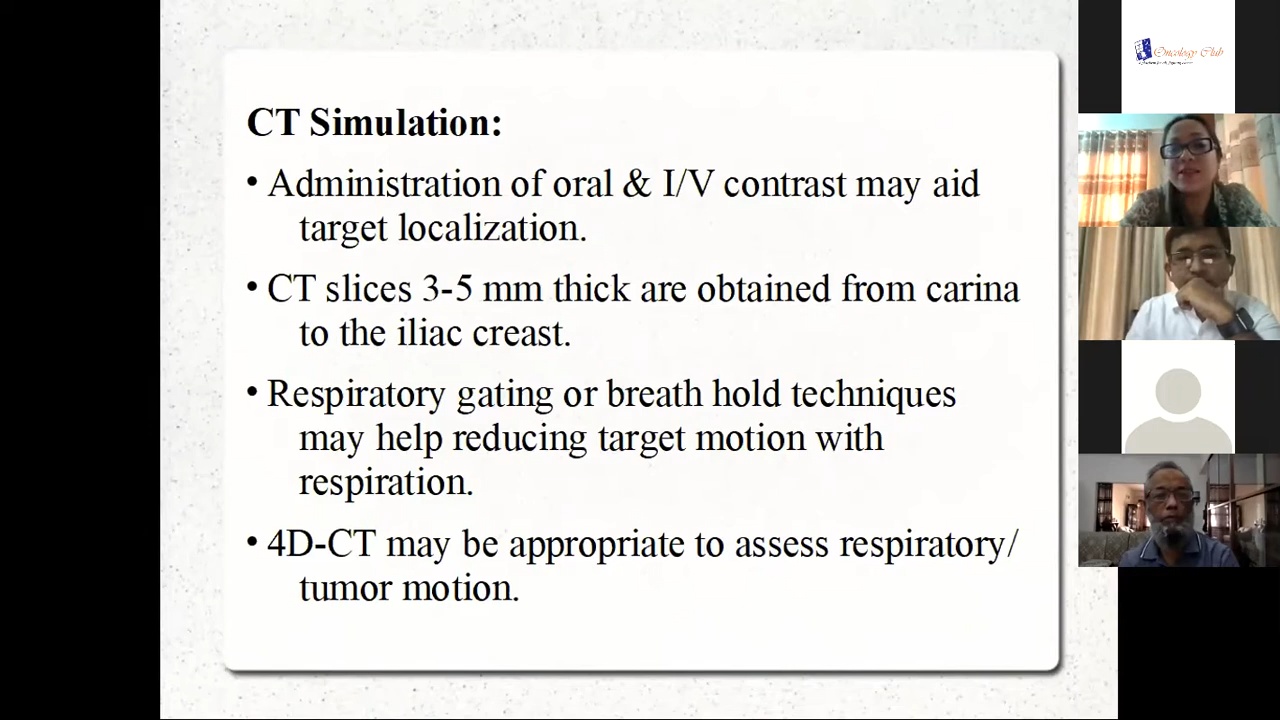 CT Simulation:
• Administration of oral & I/V contrast may aid
target localization.
• CT slices 3-5 mm thick are obtained from carina
to the iliac creast.
• Respiratory gating or breath hold techniques
may help reducing target motion with
respiration.
• 4D-CT may be appropriate to assess respiratory/
tumor motion.
Oncology Club